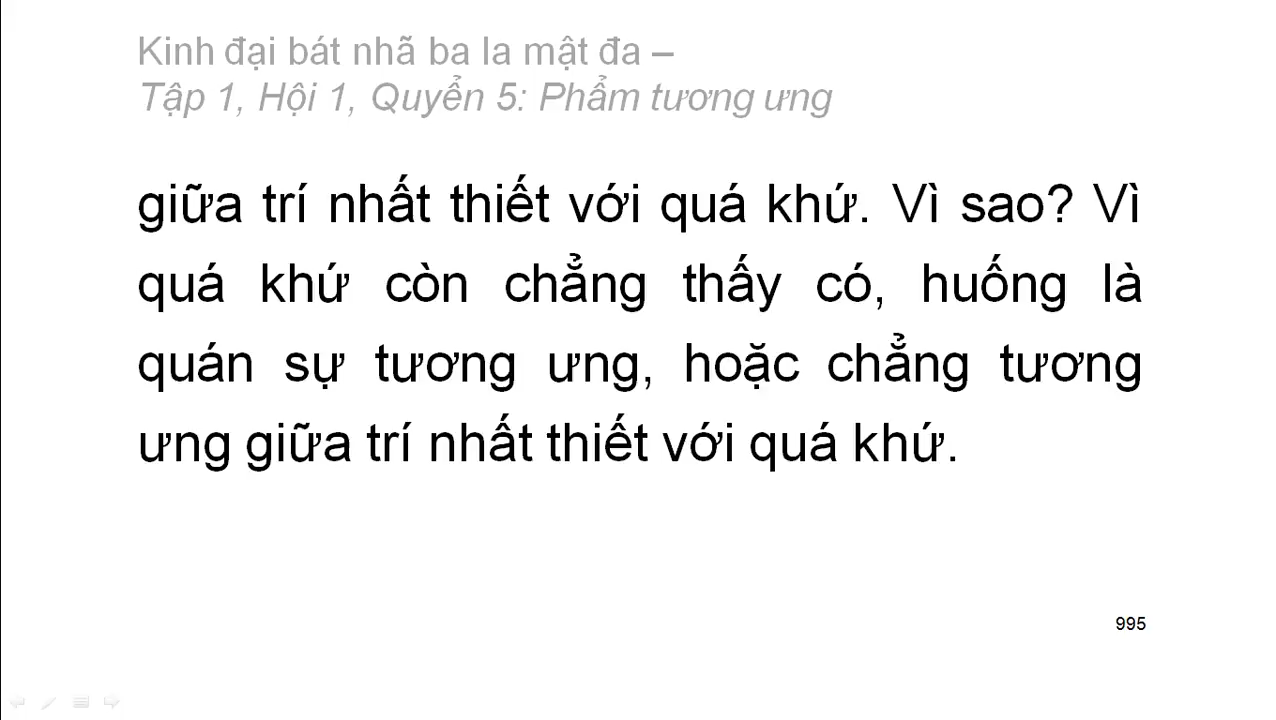 Kinh đại bát nhã ba la mật đa –
Tập 1, Hội 1, Quyển 5: Phẩm tương ưng
giữa trí nhất thiết với quá khứ. Vì sao? Vì
quá khứ còn chẳng thấy có, huống là
quán sự tương ưng, hoặc chẳng tương
ưng giữa trí nhất thiết với quá khứ.
995